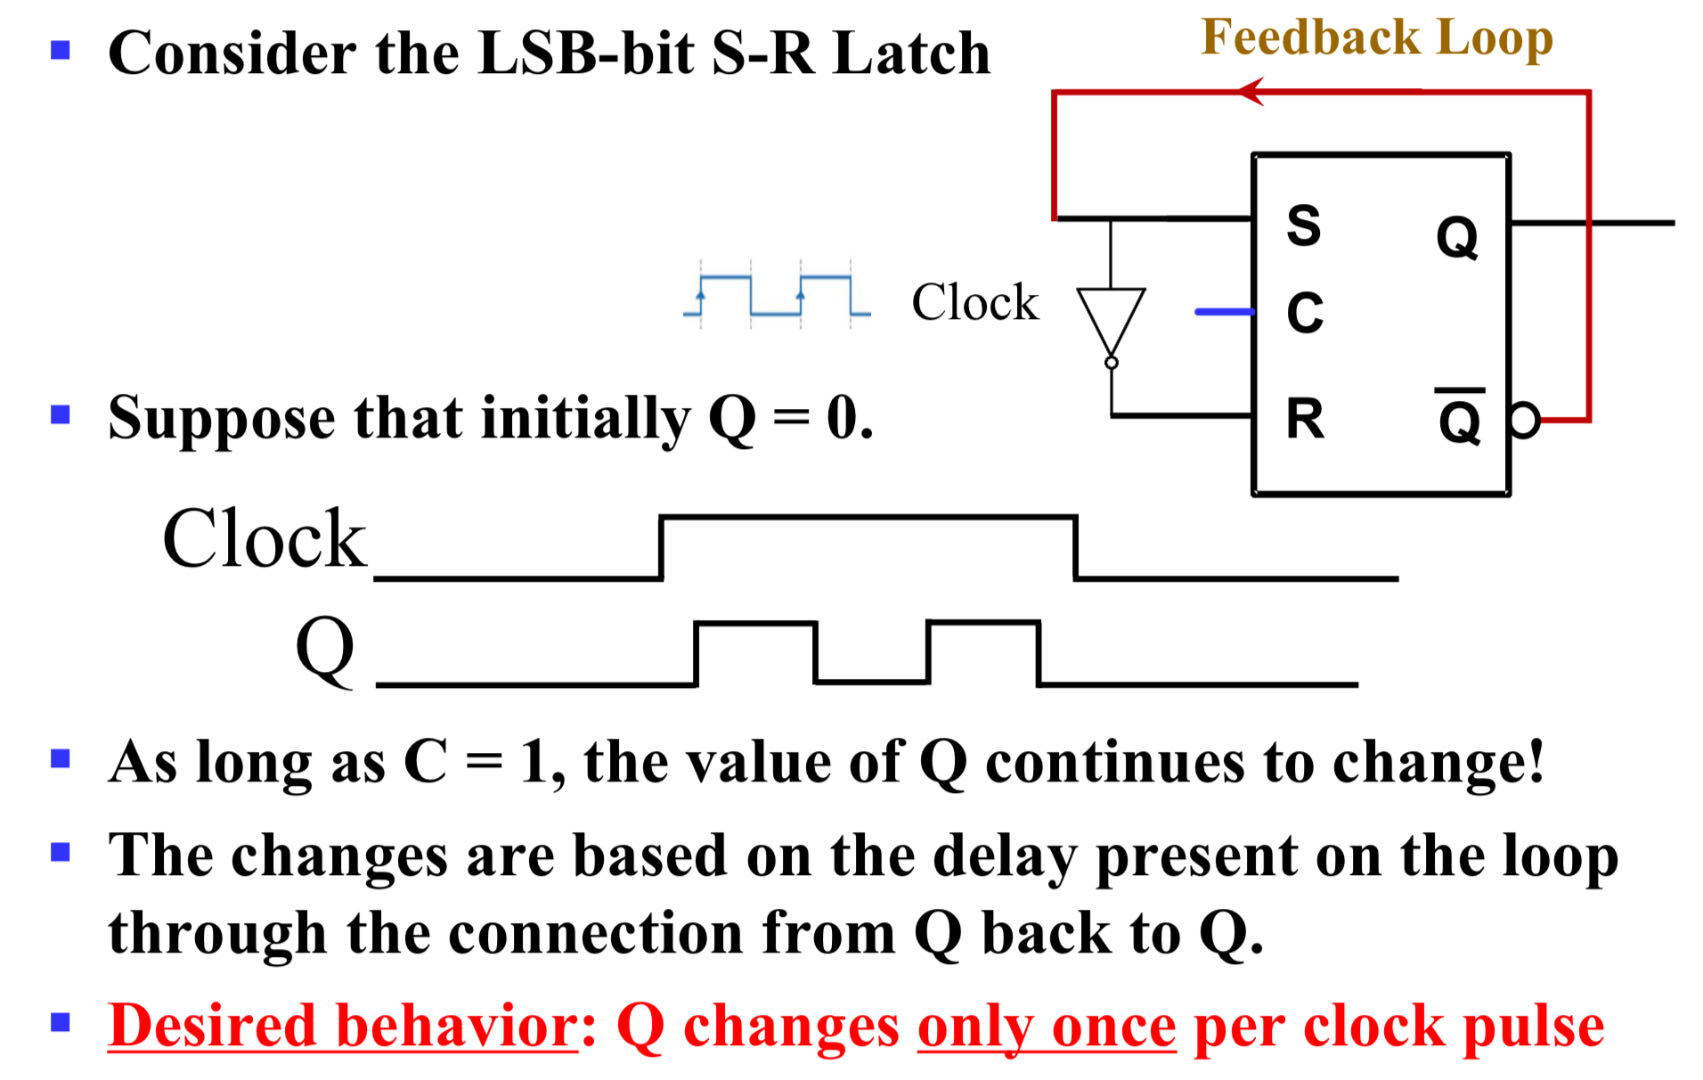 Consider the LSB-bit S-R Latch
Feedback Loop
S
Q
Clock
C
R
Q̅
Suppose that initially Q = 0.
Clock
Q
As long as C = 1, the value of Q continues to change!
The changes are based on the delay present on the loop
through the connection from Q back to Q.
Desired behavior: Q changes only once per clock pulse